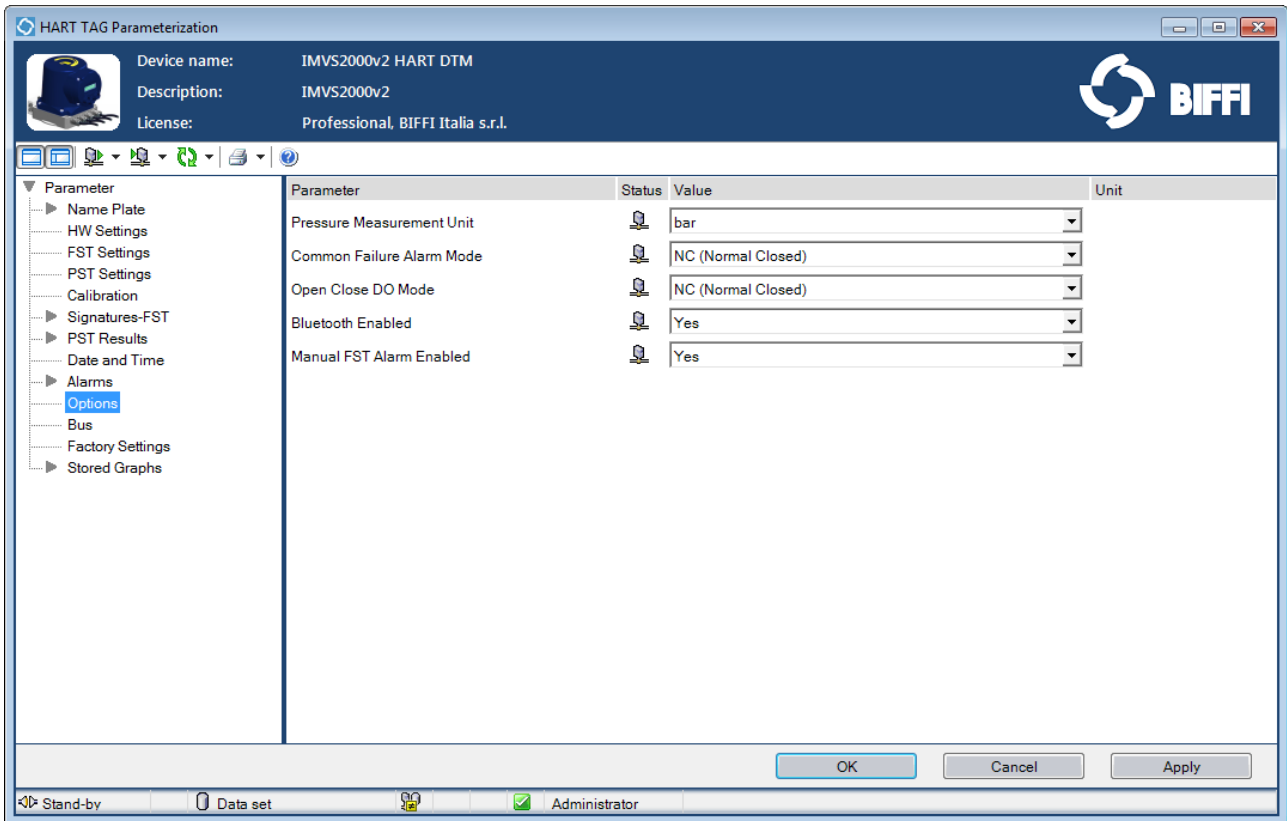 HART TAG Parameterization
Device name: IMVS2000v2 HART DTM
Description: IMVS2000v2
License: Professional, BIFFI Italia s.r.l.
BIFFI
Parameter
Name Plate
HW Settings
FST Settings
PST Settings
Calibration
Signatures-FST
PST Results
Date and Time
Alarms
Options
Bus
Factory Settings
Stored Graphs
Parameter Status Value Unit
Pressure Measurement Unit bar
Common Failure Alarm Mode NC (Normal Closed)
Open Close DO Mode NC (Normal Closed)
Bluetooth Enabled Yes
Manual FST Alarm Enabled Yes
OK Cancel Apply
Stand-by Data set Administrator